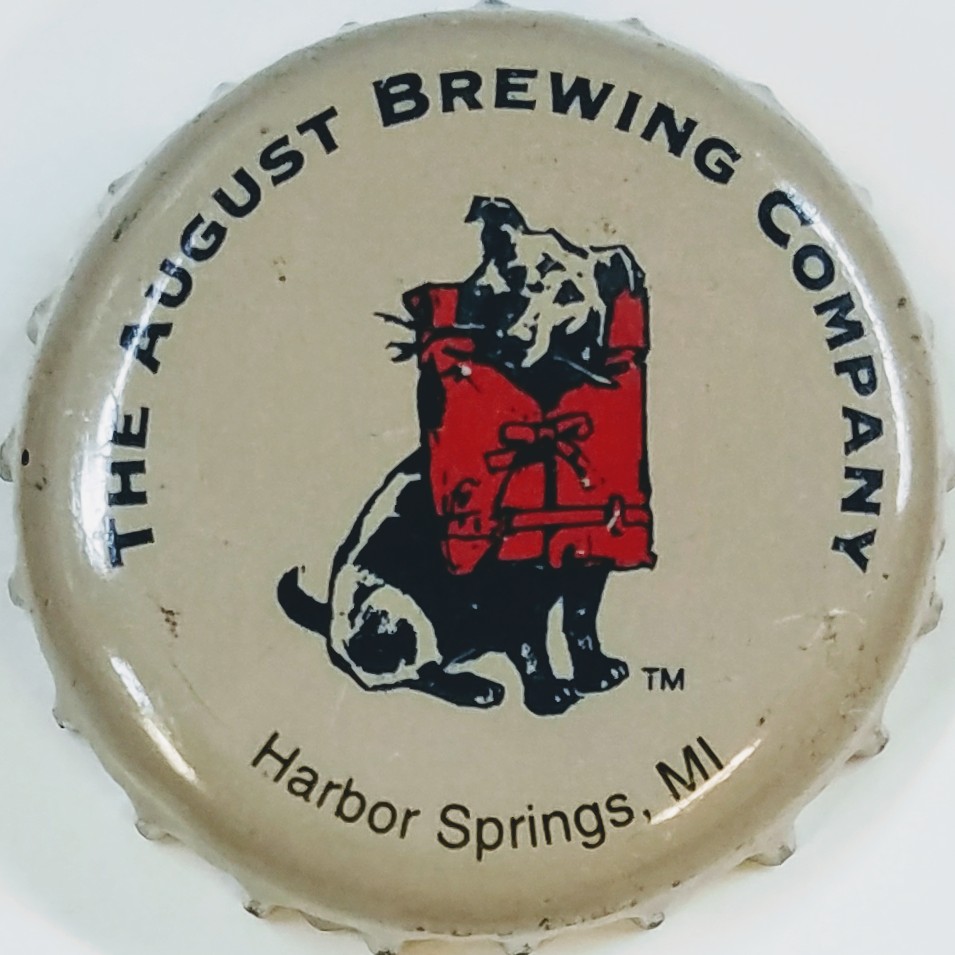 THE AUGUST BREWING COMPANY
TM
Harbor Springs, MI